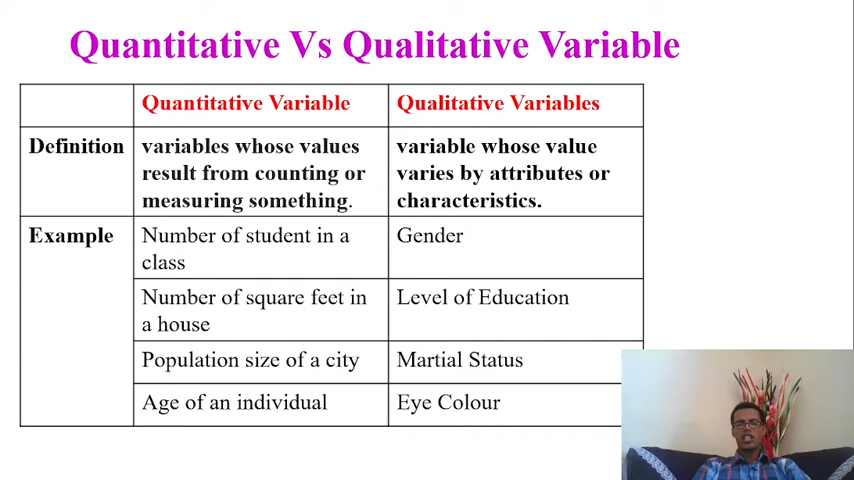 Quantitative Vs Qualitative Variable
Quantitative Variable
Qualitative Variables
Definition
variables whose values
result from counting or
measuring something.
variable whose value
varies by attributes or
characteristics.
Example
Number of student in a
class
Gender
Number of square feet in
a house
Level of Education
Population size of a city
Martial Status
Age of an individual
Eye Colour